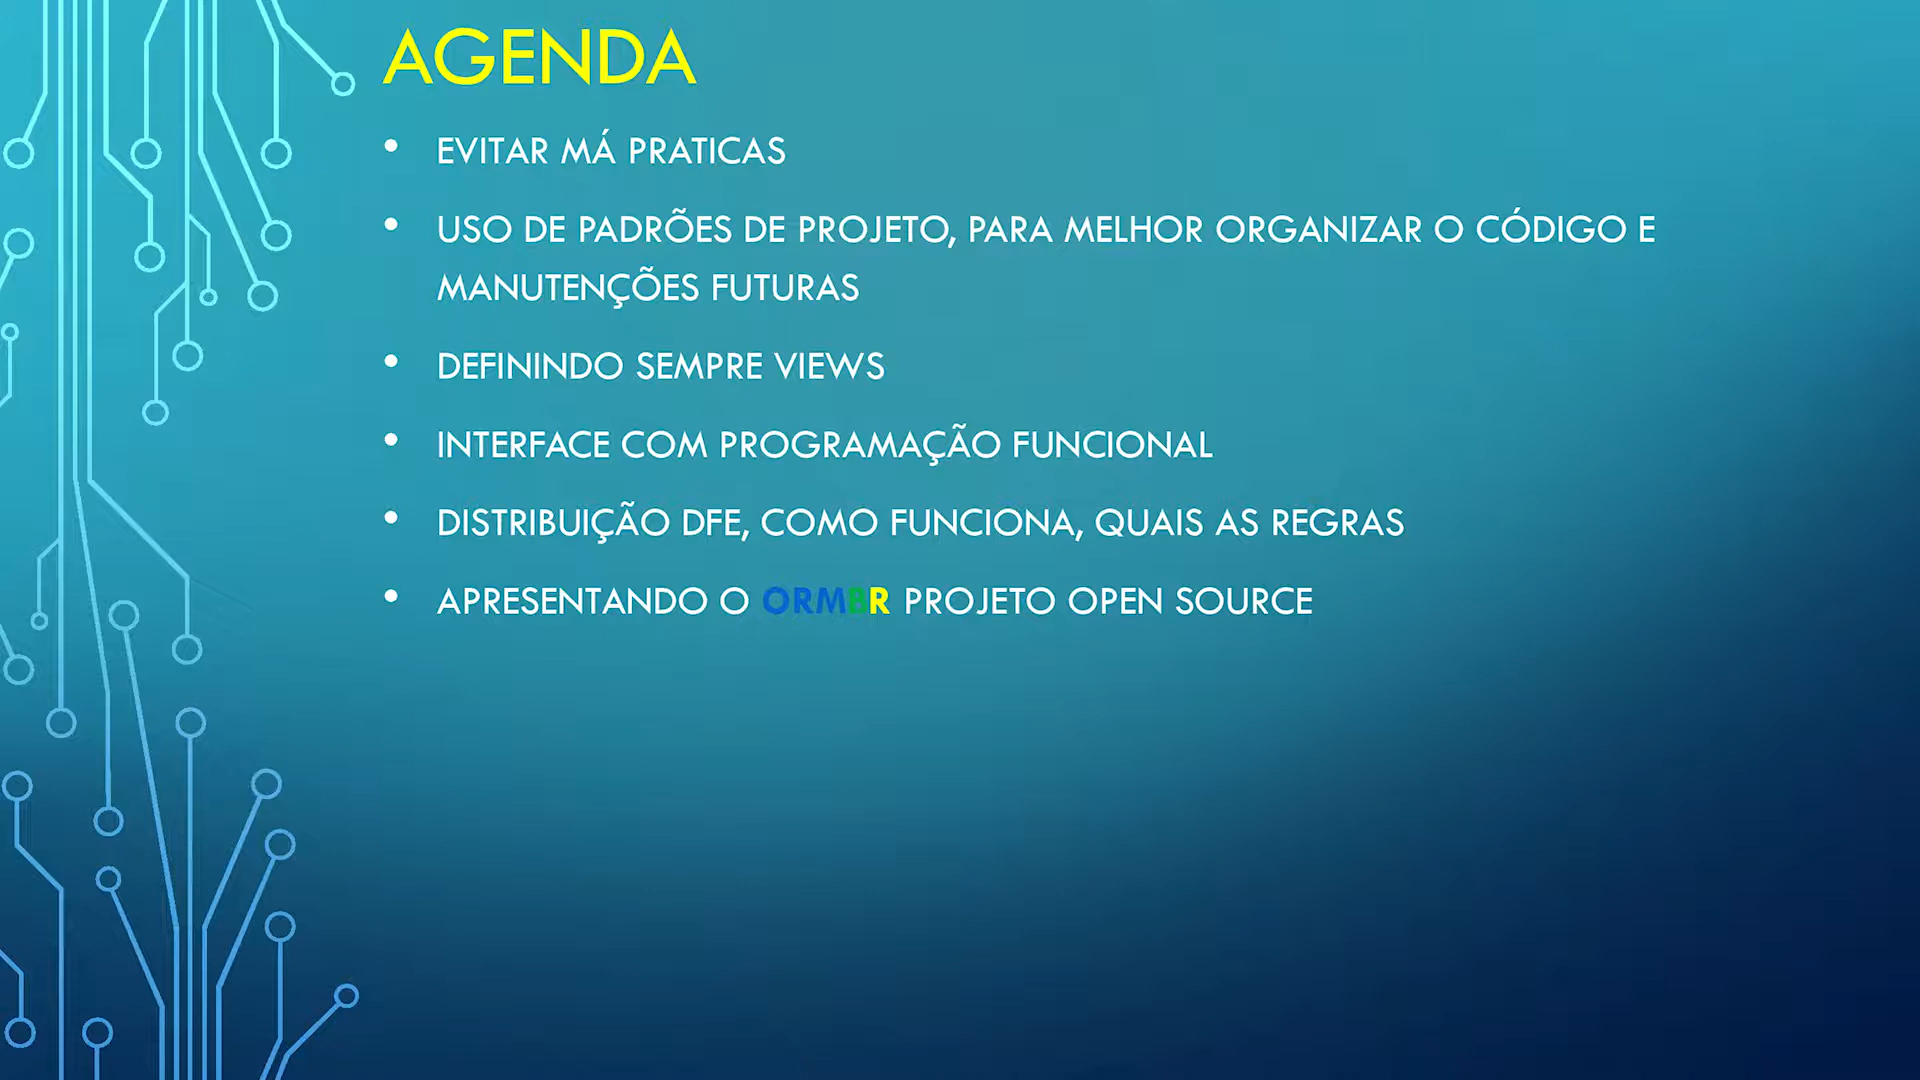 AGENDA
• EVITAR MÁ PRATICAS
• USO DE PADRÕES DE PROJETO, PARA MELHOR ORGANIZAR O CÓDIGO E
MANUTENÇÕES FUTURAS
• DEFININDO SEMPRE VIEWS
• INTERFACE COM PROGRAMAÇÃO FUNCIONAL
• DISTRIBUIÇÃO DFE, COMO FUNCIONA, QUAIS AS REGRAS
• APRESENTANDO O ORMBR PROJETO OPEN SOURCE